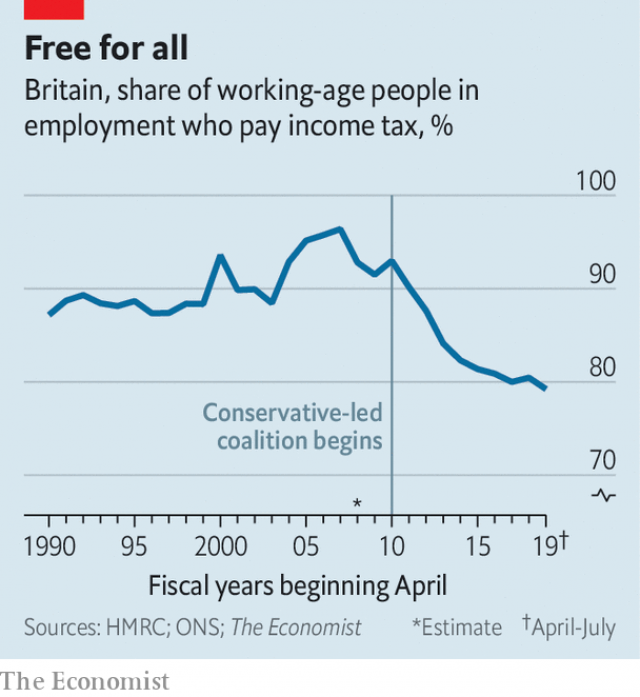 Free for all
Britain, share of working-age people in
employment who pay income tax, %
100
90
80
Conservative-led
coalition begins
70
*
1990 95 2000 05 10 15 19†
Fiscal years beginning April
Sources: HMRC; ONS; The Economist *Estimate †April-July
The Economist